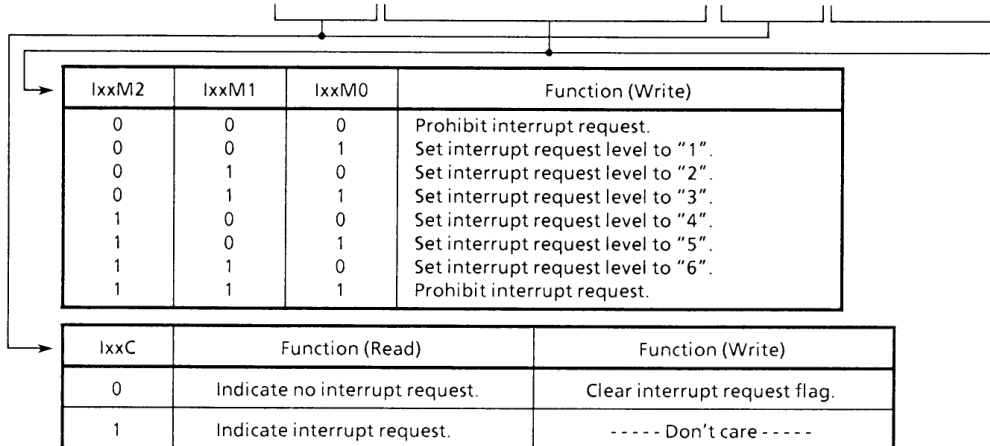 IxxM2 IxxM1 IxxM0 Function (Write)
0 0 0 Prohibit interrupt request.
0 0 1 Set interrupt request level to "1".
0 1 0 Set interrupt request level to "2".
0 1 1 Set interrupt request level to "3".
1 0 0 Set interrupt request level to "4".
1 0 1 Set interrupt request level to "5".
1 1 0 Set interrupt request level to "6".
1 1 1 Prohibit interrupt request.
IxxC Function (Read) Function (Write)
0 Indicate no interrupt request. Clear interrupt request flag.
1 Indicate interrupt request. - - - - - Don't care - - - - -